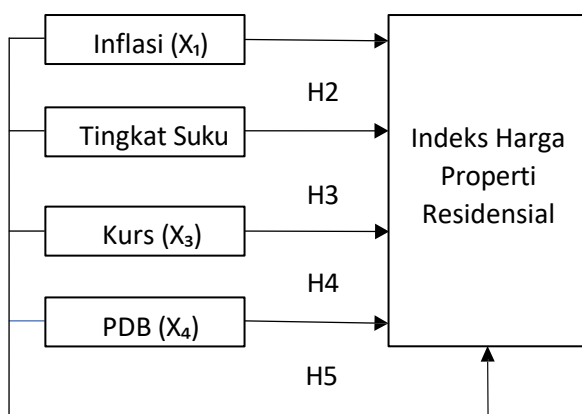 Inflasi (X₁)
H2
Tingkat Suku
H3
Kurs (X₃)
H4
PDB (X₄)
H5
Indeks Harga
Properti
Residensial